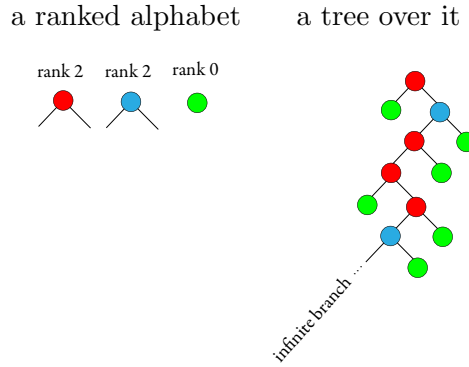 a ranked alphabet
a tree over it
rank 2
rank 2
rank 0
infinite branch